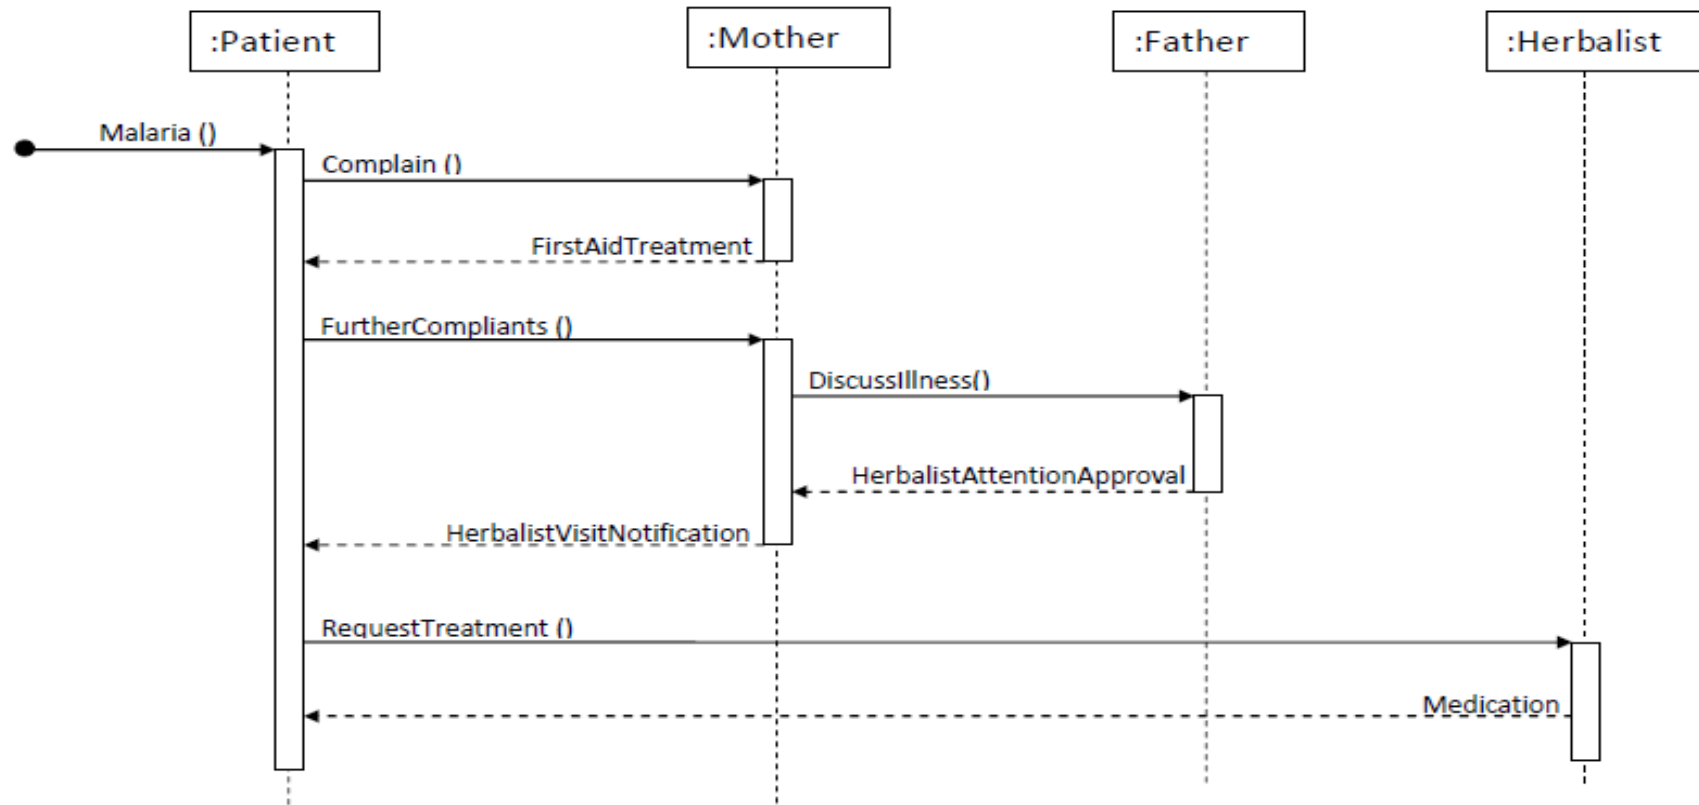 :Patient
:Mother
:Father
:Herbalist
Malaria ()
Complain ()
FirstAidTreatment
FurtherCompliants ()
DiscussIllness()
HerbalistAttentionApproval
HerbalistVisitNotification
RequestTreatment ()
Medication